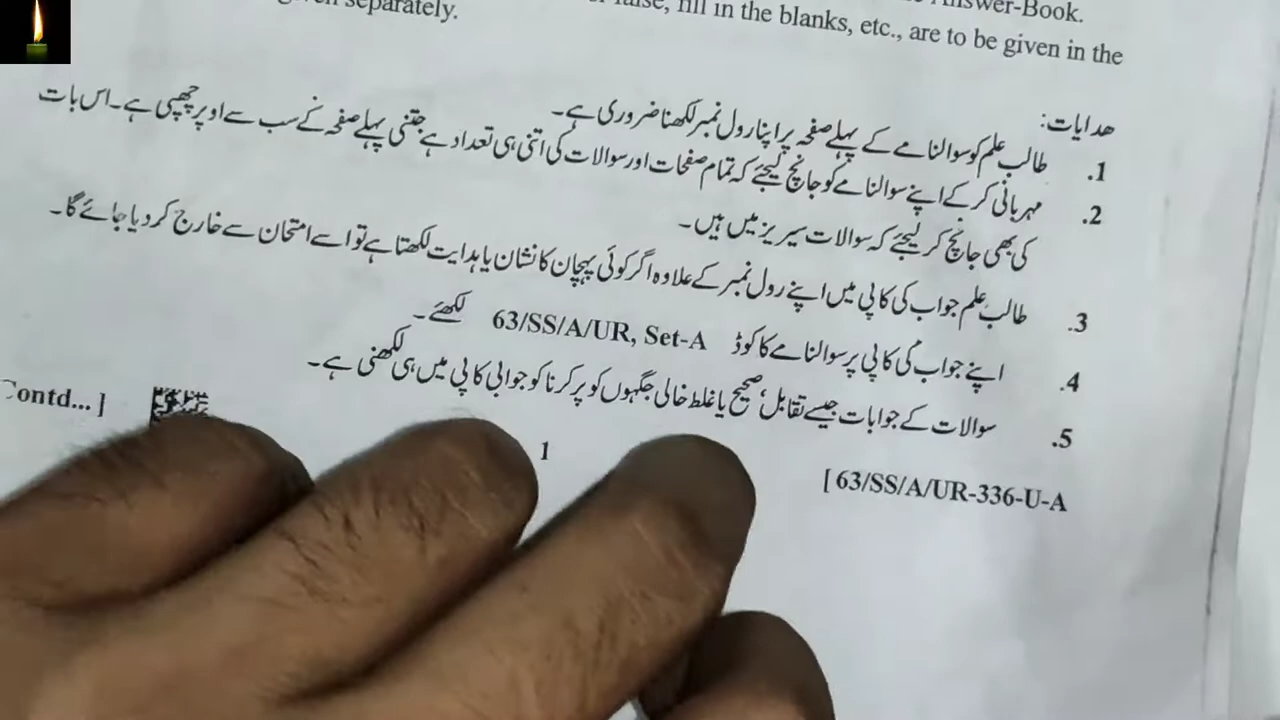 Answer-Book.
given separately.
false, fill in the blanks, etc., are to be given in the
ھدایات:
1. طالب علم کو سوالنامے کے پہلے صفحہ پر اپنا رول نمبر لکھنا ضروری ہے۔
2. مہربانی کر کے اپنے سوالنامے کو جانچ لیجئے کہ تمام صفحات اور سوالات کی اتنی ہی تعداد ہے جتنی پہلے صفحہ کے سب سے اوپر چھپی ہے۔ اس بات
کی بھی جانچ کر لیجئے کہ سوالات سیریز میں ہیں۔
3. طالب علم جواب کی کاپی میں اپنے رول نمبر کے علاوہ اگر کوئی پہچان کا نشان یا ہدایت لکھتا ہے تو اسے امتحان سے خارج کر دیا جائے گا۔
4. اپنے جواب کی کاپی پر سوالنامے کا کوڈ 63/SS/A/UR, Set-A لکھئے۔
5. سوالات کے جوابات جیسے تقابل، صحیح یا غلط خالی جگہوں کو پر کرنا کو جوابی کاپی میں ہی لکھنی ہے۔
[ 63/SS/A/UR-336-U-A
1
Contd... ]